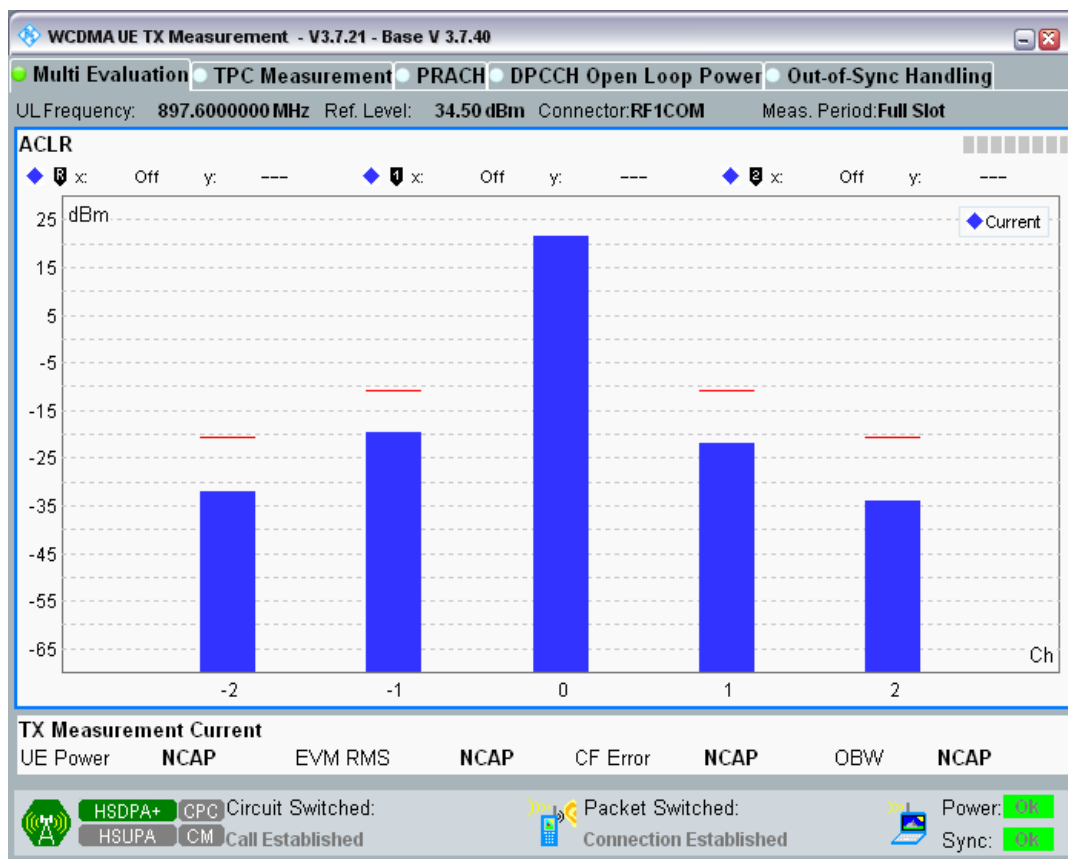 WCDMA UE TX Measurement - V3.7.21 - Base V 3.7.40
Multi Evaluation TPC Measurement PRACH DPCCH Open Loop Power Out-of-Sync Handling
UL Frequency: 897.6000000 MHz Ref. Level: 34.50 dBm Connector:RF1COM Meas. Period:Full Slot
ACLR
R x: Off y: --- 1 x: Off y: --- 2 x: Off y: ---
dBm
Current
25
15
5
-5
-15
-25
-35
-45
-55
-65
Ch
-2 -1 0 1 2
TX Measurement Current
UE Power NCAP EVM RMS NCAP CF Error NCAP OBW NCAP
HSDPA+ CPC Circuit Switched: Packet Switched: Power: Ok
HSUPA CM Call Established Connection Established Sync: Ok